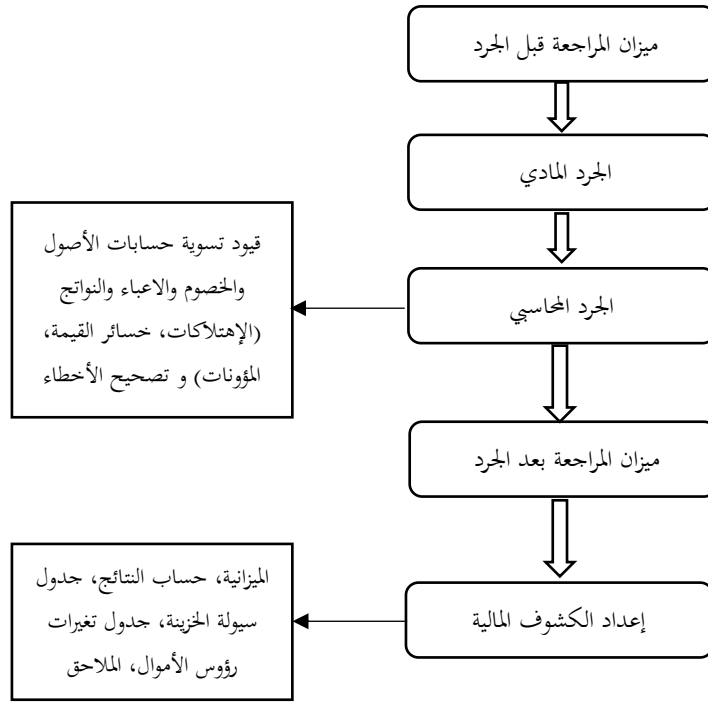 ميزان المراجعة قبل الجرد
الجرد المادي
الجرد المحاسبي
قيود تسوية حسابات الأصول
والخصوم والاعباء والنواتج
(الإهتلاكات، خسائر القيمة،
المؤونات) و تصحيح الأخطاء
ميزان المراجعة بعد الجرد
إعداد الكشوف المالية
الميزانية، حساب النتائج، جدول
سيولة الخزينة، جدول تغيرات
رؤوس الأموال، الملاحق